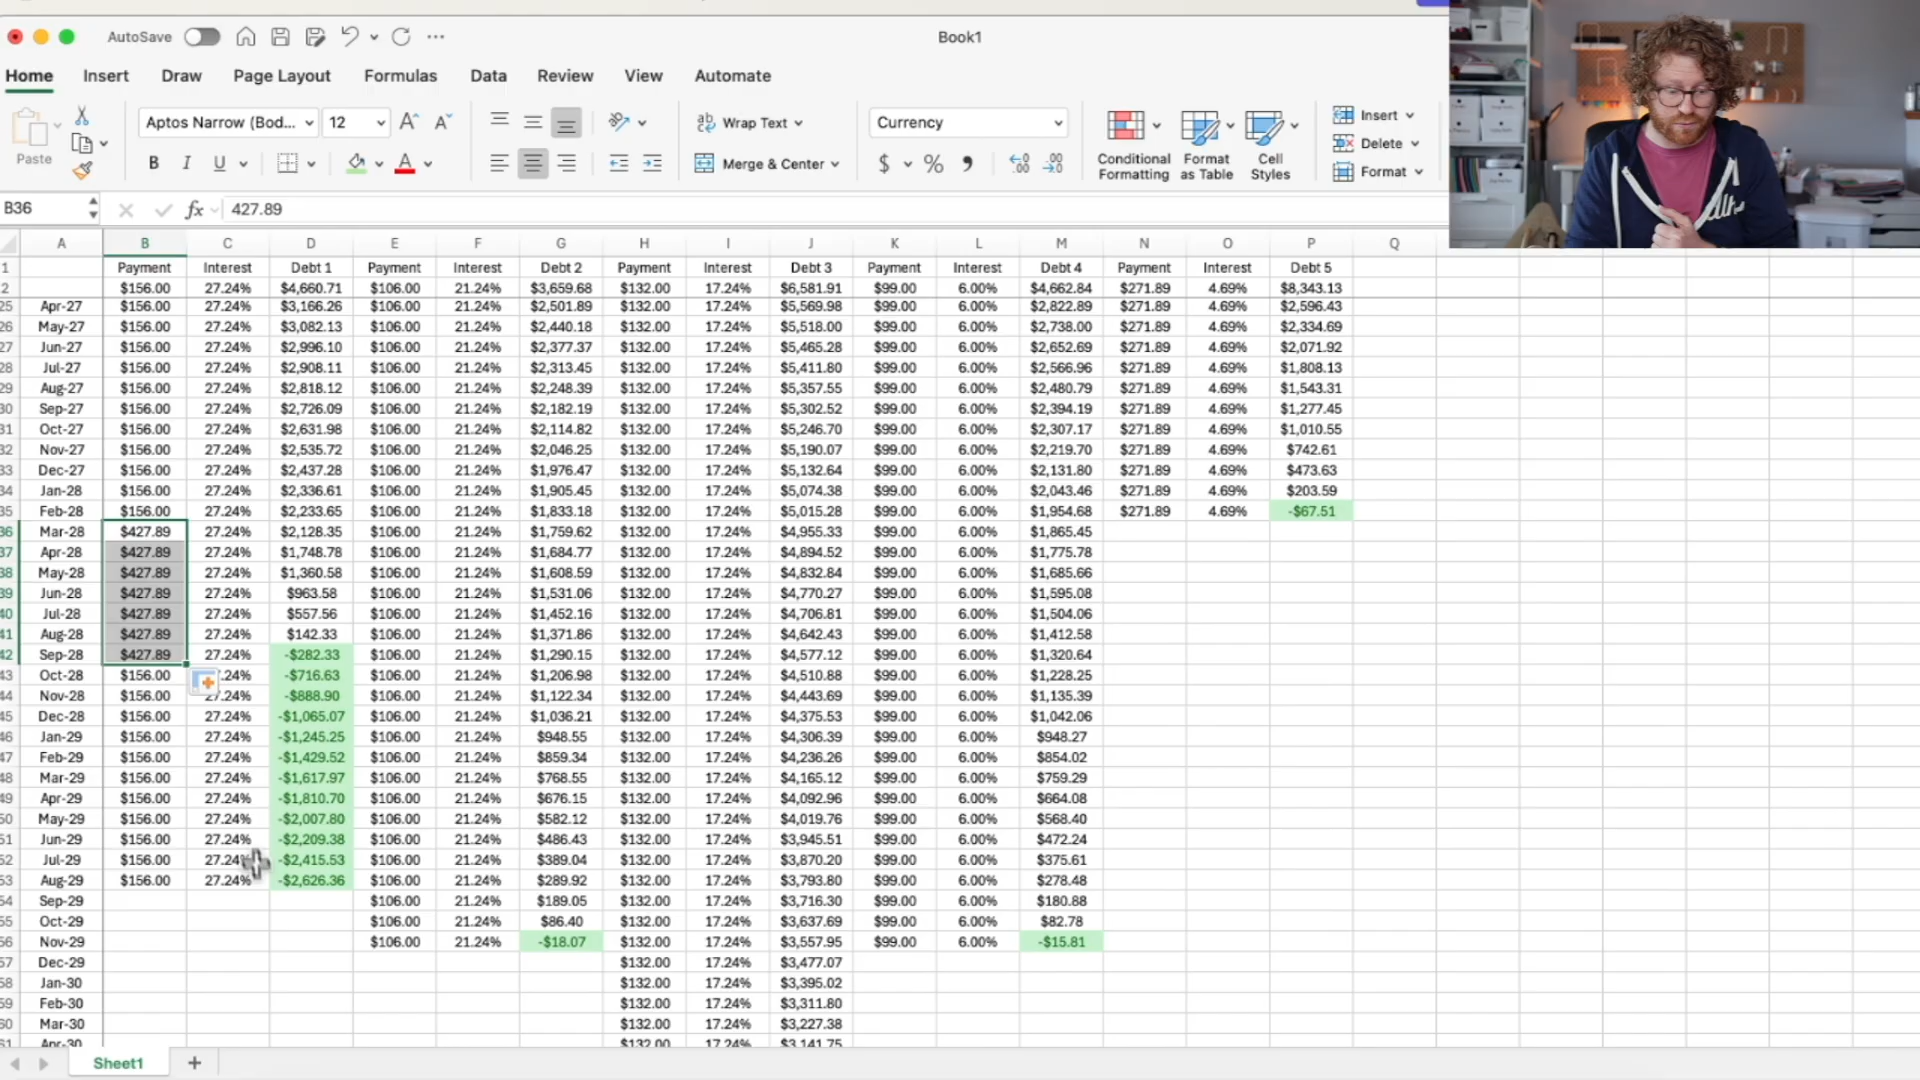 AutoSave
Book1
Home Insert Draw Page Layout Formulas Data Review View Automate
Paste
Aptos Narrow (Bod... 12
B I U
Wrap Text
Merge & Center
Currency
$ % ,
Conditional Formatting
Format as Table
Cell Styles
Insert
Delete
Format
B36 fx 427.89
A B C D E F G H I J K L M N O P Q
1 Payment Interest Debt 1 Payment Interest Debt 2 Payment Interest Debt 3 Payment Interest Debt 4 Payment Interest Debt 5
2 $156.00 27.24% $4,660.71 $106.00 21.24% $3,659.68 $132.00 17.24% $6,581.91 $99.00 6.00% $4,662.84 $271.89 4.69% $8,343.13
25 Apr-27 $156.00 27.24% $3,166.26 $106.00 21.24% $2,501.89 $132.00 17.24% $5,569.98 $99.00 6.00% $2,822.89 $271.89 4.69% $2,596.43
26 May-27 $156.00 27.24% $3,082.13 $106.00 21.24% $2,440.18 $132.00 17.24% $5,518.00 $99.00 6.00% $2,738.00 $271.89 4.69% $2,334.69
27 Jun-27 $156.00 27.24% $2,996.10 $106.00 21.24% $2,377.37 $132.00 17.24% $5,465.28 $99.00 6.00% $2,652.69 $271.89 4.69% $2,071.92
28 Jul-27 $156.00 27.24% $2,908.11 $106.00 21.24% $2,313.45 $132.00 17.24% $5,411.80 $99.00 6.00% $2,566.96 $271.89 4.69% $1,808.13
29 Aug-27 $156.00 27.24% $2,818.12 $106.00 21.24% $2,248.39 $132.00 17.24% $5,357.55 $99.00 6.00% $2,480.79 $271.89 4.69% $1,543.31
30 Sep-27 $156.00 27.24% $2,726.09 $106.00 21.24% $2,182.19 $132.00 17.24% $5,302.52 $99.00 6.00% $2,394.19 $271.89 4.69% $1,277.45
31 Oct-27 $156.00 27.24% $2,631.98 $106.00 21.24% $2,114.82 $132.00 17.24% $5,246.70 $99.00 6.00% $2,307.17 $271.89 4.69% $1,010.55
32 Nov-27 $156.00 27.24% $2,535.72 $106.00 21.24% $2,046.25 $132.00 17.24% $5,190.07 $99.00 6.00% $2,219.70 $271.89 4.69% $742.61
33 Dec-27 $156.00 27.24% $2,437.28 $106.00 21.24% $1,976.47 $132.00 17.24% $5,132.64 $99.00 6.00% $2,131.80 $271.89 4.69% $473.63
34 Jan-28 $156.00 27.24% $2,336.61 $106.00 21.24% $1,905.45 $132.00 17.24% $5,074.38 $99.00 6.00% $2,043.46 $271.89 4.69% $203.59
35 Feb-28 $156.00 27.24% $2,233.65 $106.00 21.24% $1,833.18 $132.00 17.24% $5,015.28 $99.00 6.00% $1,954.68 $271.89 4.69% -$67.51
36 Mar-28 $427.89 27.24% $2,128.35 $106.00 21.24% $1,759.62 $132.00 17.24% $4,955.33 $99.00 6.00% $1,865.45
37 Apr-28 $427.89 27.24% $1,748.78 $106.00 21.24% $1,684.77 $132.00 17.24% $4,894.52 $99.00 6.00% $1,775.78
38 May-28 $427.89 27.24% $1,360.58 $106.00 21.24% $1,608.59 $132.00 17.24% $4,832.84 $99.00 6.00% $1,685.66
39 Jun-28 $427.89 27.24% $963.58 $106.00 21.24% $1,531.06 $132.00 17.24% $4,770.27 $99.00 6.00% $1,595.08
40 Jul-28 $427.89 27.24% $557.56 $106.00 21.24% $1,452.16 $132.00 17.24% $4,706.81 $99.00 6.00% $1,504.06
41 Aug-28 $427.89 27.24% $142.33 $106.00 21.24% $1,371.86 $132.00 17.24% $4,642.43 $99.00 6.00% $1,412.58
42 Sep-28 $427.89 27.24% -$282.33 $106.00 21.24% $1,290.15 $132.00 17.24% $4,577.12 $99.00 6.00% $1,320.64
43 Oct-28 $156.00 .24% -$716.63 $106.00 21.24% $1,206.98 $132.00 17.24% $4,510.88 $99.00 6.00% $1,228.25
44 Nov-28 $156.00 27.24% -$888.90 $106.00 21.24% $1,122.34 $132.00 17.24% $4,443.69 $99.00 6.00% $1,135.39
45 Dec-28 $156.00 27.24% -$1,065.07 $106.00 21.24% $1,036.21 $132.00 17.24% $4,375.53 $99.00 6.00% $1,042.06
46 Jan-29 $156.00 27.24% -$1,245.25 $106.00 21.24% $948.55 $132.00 17.24% $4,306.39 $99.00 6.00% $948.27
47 Feb-29 $156.00 27.24% -$1,429.52 $106.00 21.24% $859.34 $132.00 17.24% $4,236.26 $99.00 6.00% $854.02
48 Mar-29 $156.00 27.24% -$1,617.97 $106.00 21.24% $768.55 $132.00 17.24% $4,165.12 $99.00 6.00% $759.29
49 Apr-29 $156.00 27.24% -$1,810.70 $106.00 21.24% $676.15 $132.00 17.24% $4,092.96 $99.00 6.00% $664.08
50 May-29 $156.00 27.24% -$2,007.80 $106.00 21.24% $582.12 $132.00 17.24% $4,019.76 $99.00 6.00% $568.40
51 Jun-29 $156.00 27.24% -$2,209.38 $106.00 21.24% $486.43 $132.00 17.24% $3,945.51 $99.00 6.00% $472.24
52 Jul-29 $156.00 27.24% -$2,415.53 $106.00 21.24% $389.04 $132.00 17.24% $3,870.20 $99.00 6.00% $375.61
53 Aug-29 $156.00 27.24% -$2,626.36 $106.00 21.24% $289.92 $132.00 17.24% $3,793.80 $99.00 6.00% $278.48
54 Sep-29 $106.00 21.24% $189.05 $132.00 17.24% $3,716.30 $99.00 6.00% $180.88
55 Oct-29 $106.00 21.24% $86.40 $132.00 17.24% $3,637.69 $99.00 6.00% $82.78
56 Nov-29 $106.00 21.24% -$18.07 $132.00 17.24% $3,557.95 $99.00 6.00% -$15.81
57 Dec-29 $132.00 17.24% $3,477.07
58 Jan-30 $132.00 17.24% $3,395.02
59 Feb-30 $132.00 17.24% $3,311.80
60 Mar-30 $132.00 17.24% $3,227.38
61 Apr-30 $132.00 17.24% $3,141.75
Sheet1